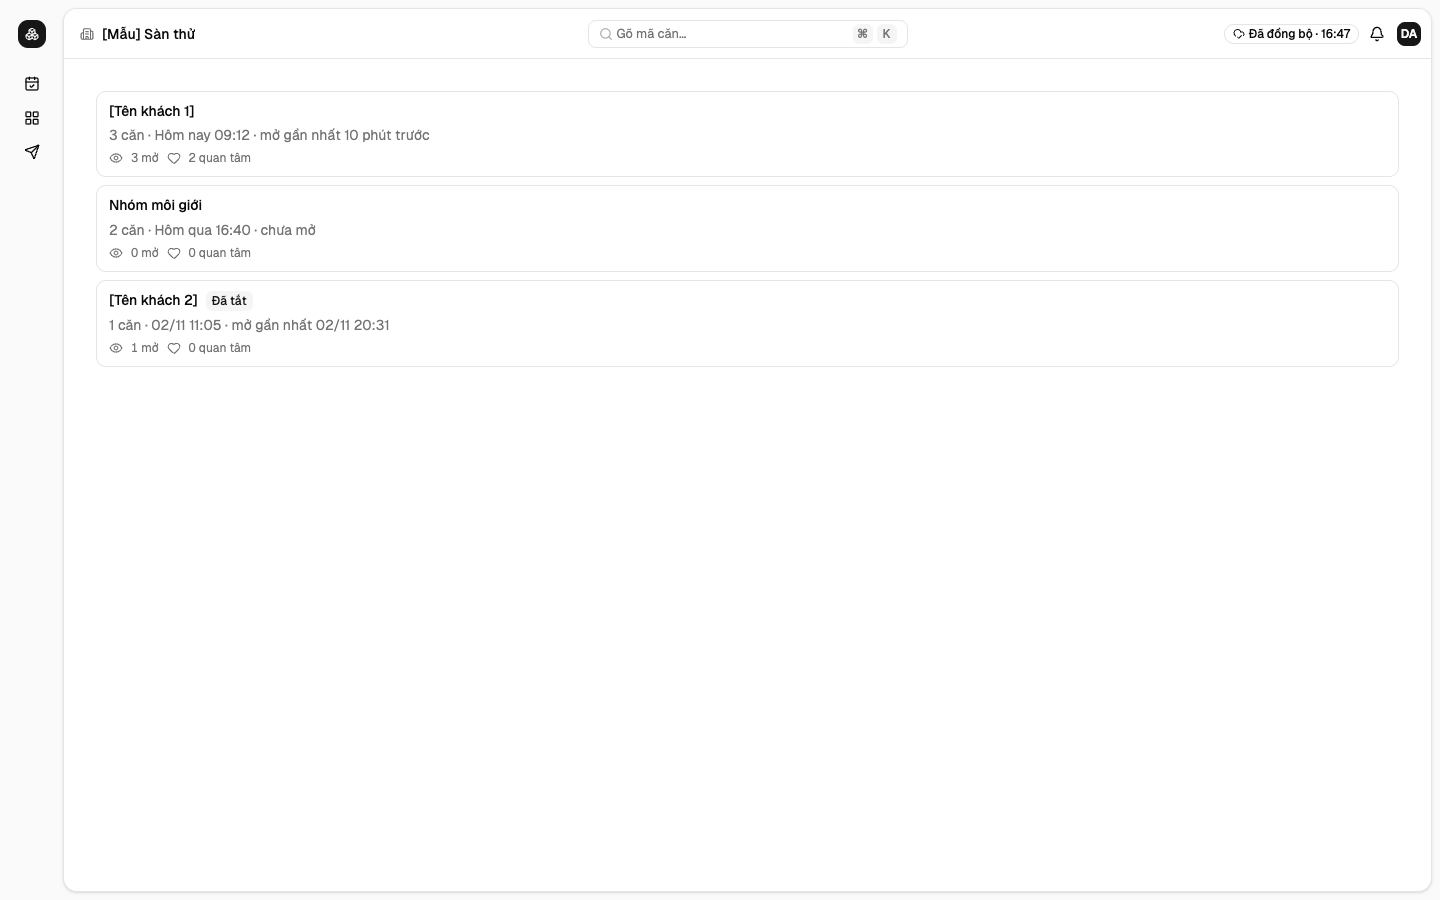 [Mẫu] Sàn thử
Gõ mã căn...
⌘ K
Đã đồng bộ · 16:47
DA
[Tên khách 1]
3 căn · Hôm nay 09:12 · mở gần nhất 10 phút trước
3 mở 2 quan tâm
Nhóm môi giới
2 căn · Hôm qua 16:40 · chưa mở
0 mở 0 quan tâm
[Tên khách 2] Đã tắt
1 căn · 02/11 11:05 · mở gần nhất 02/11 20:31
1 mở 0 quan tâm